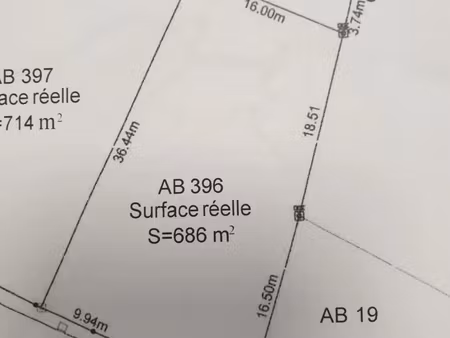 16.00m
3.74m
AB 397
ace réelle
=714 m²
36.44m
18.51
AB 396
Surface réelle
S=686 m²
9.94m
16.50m
AB 19